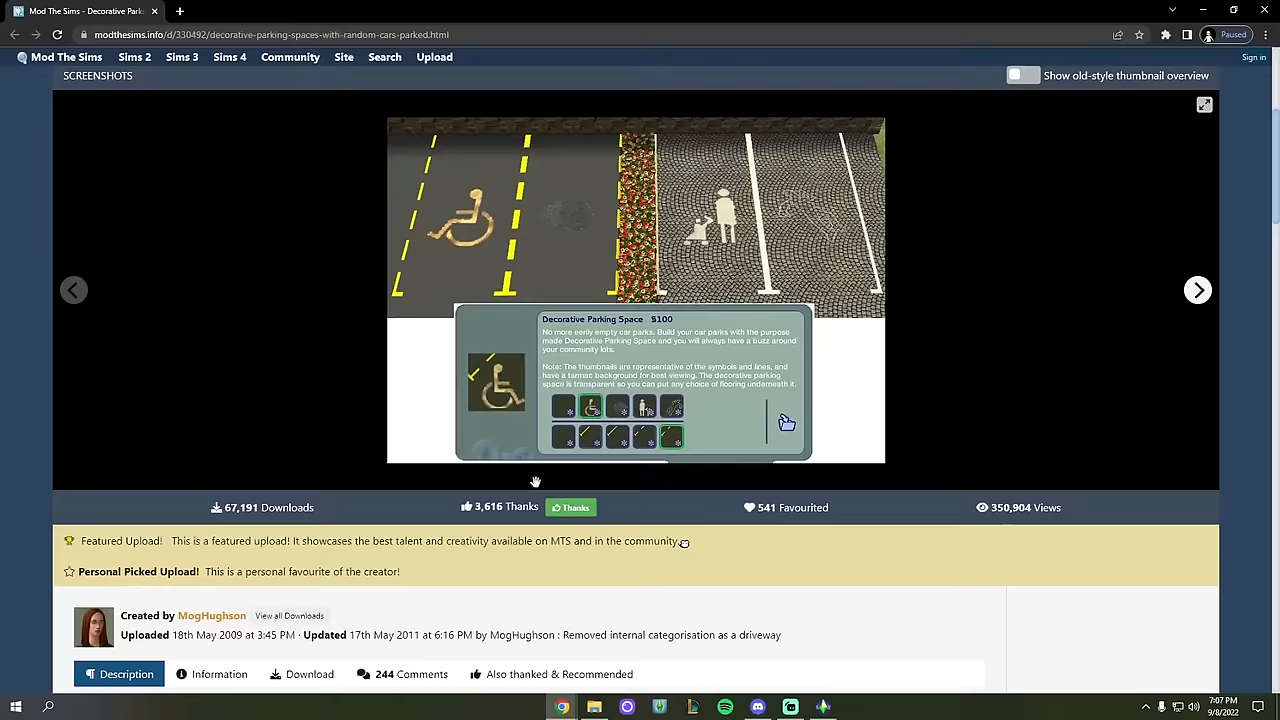 Mod The Sims - Decorative Park
modthesims.info/d/330492/decorative-parking-spaces-with-random-cars-parked.html
Paused
Mod The Sims Sims 2 Sims 3 Sims 4 Community Site Search Upload
Sign in
SCREENSHOTS
Show old-style thumbnail overview
Decorative Parking Space §100
No more eerily empty car parks. Build your car parks with the purpose
made Decorative Parking Space and you will always have a buzz around
your community lots.
Note: The thumbnails are representative of the symbols and lines, and
have a tarmac background for best viewing. The decorative parking
space is transparent so you can put any choice of flooring underneath it.
67,191 Downloads
3,616 Thanks
Thanks
541 Favourited
350,904 Views
Featured Upload! This is a featured upload! It showcases the best talent and creativity available on MTS and in the community.
Personal Picked Upload! This is a personal favourite of the creator!
Created by MogHughson View all Downloads
Uploaded 18th May 2009 at 3:45 PM · Updated 17th May 2011 at 6:16 PM by MogHughson : Removed internal categorisation as a driveway
Description Information Download 244 Comments Also thanked & Recommended
7:07 PM
9/8/2022